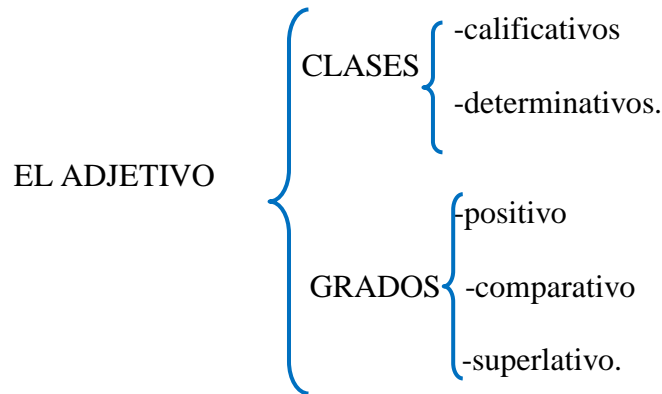 EL ADJETIVO
CLASES
-calificativos
-determinativos.
GRADOS
-positivo
-comparativo
-superlativo.